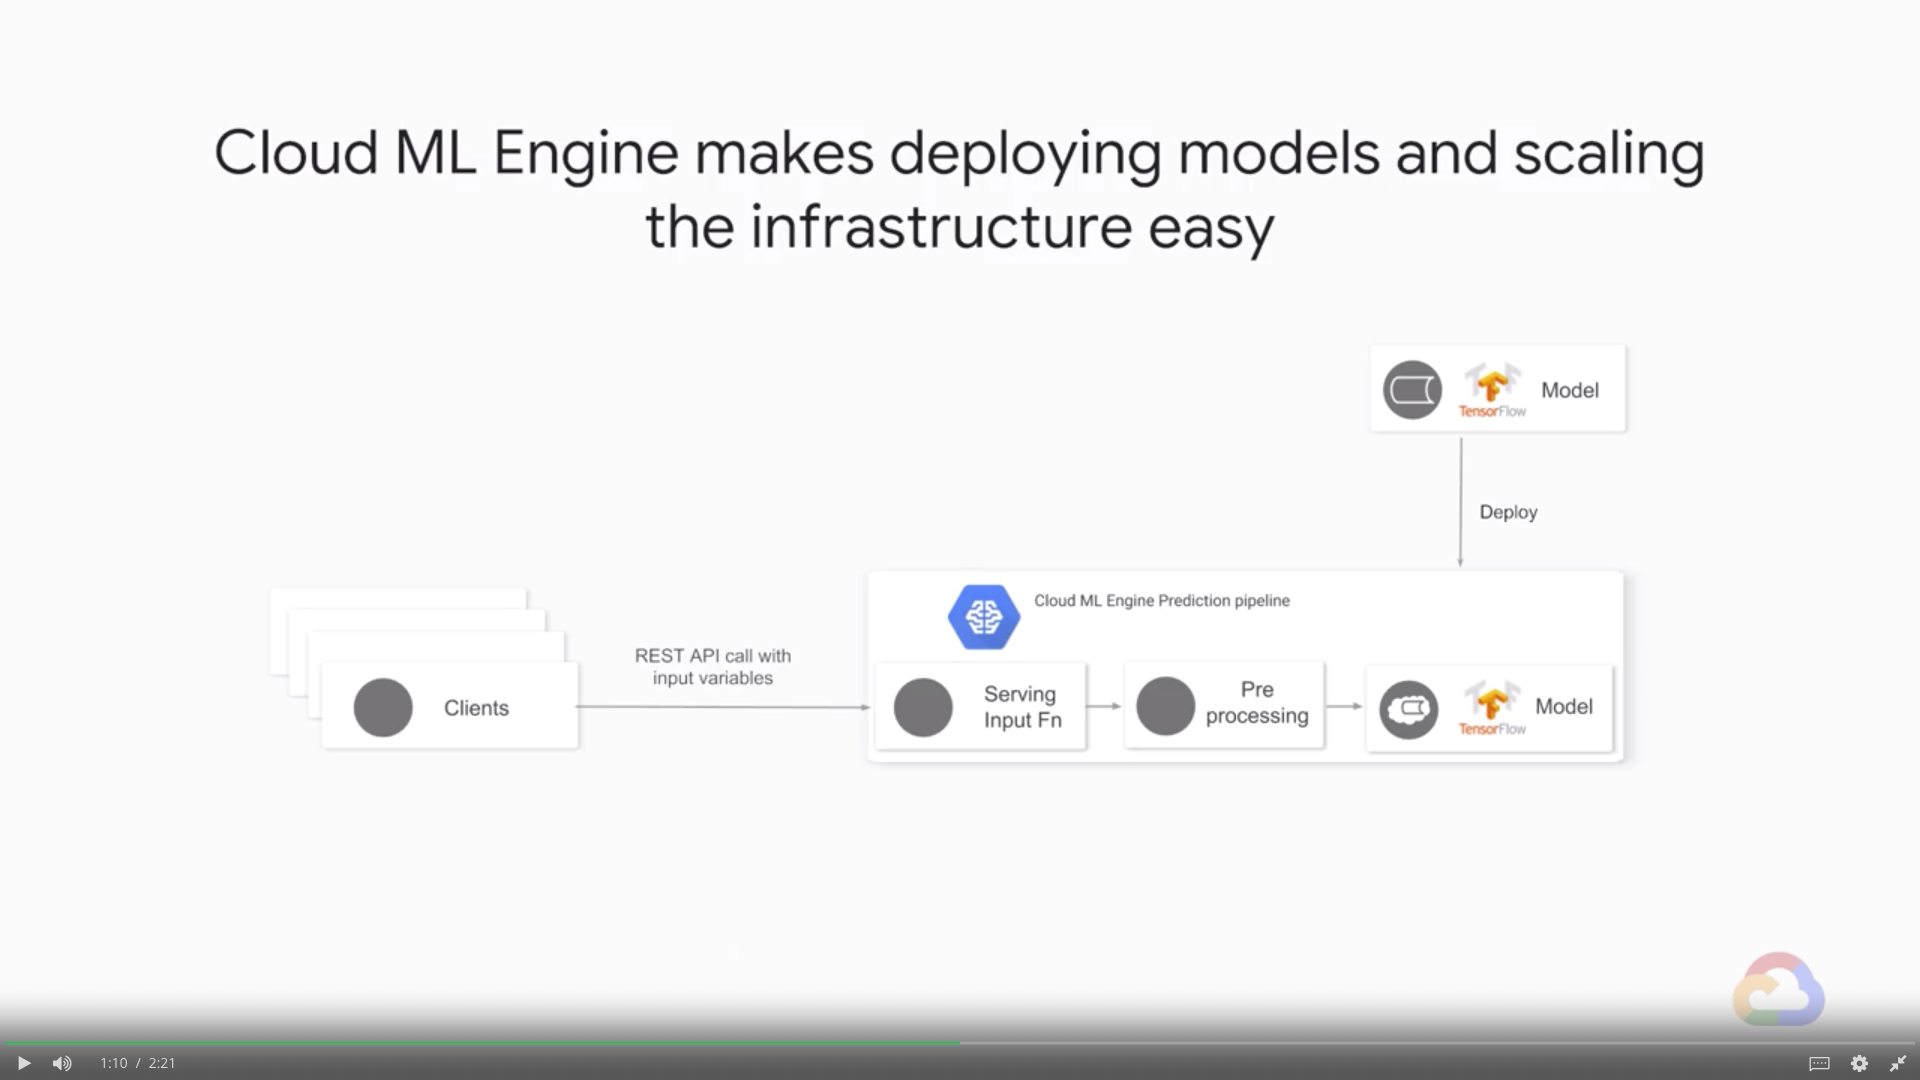 Cloud ML Engine makes deploying models and scaling
the infrastructure easy
TensorFlow
Model
Deploy
Cloud ML Engine Prediction pipeline
REST API call with
input variables
Clients
Serving
Input Fn
Pre
processing
TensorFlow
Model
1:10 / 2:21